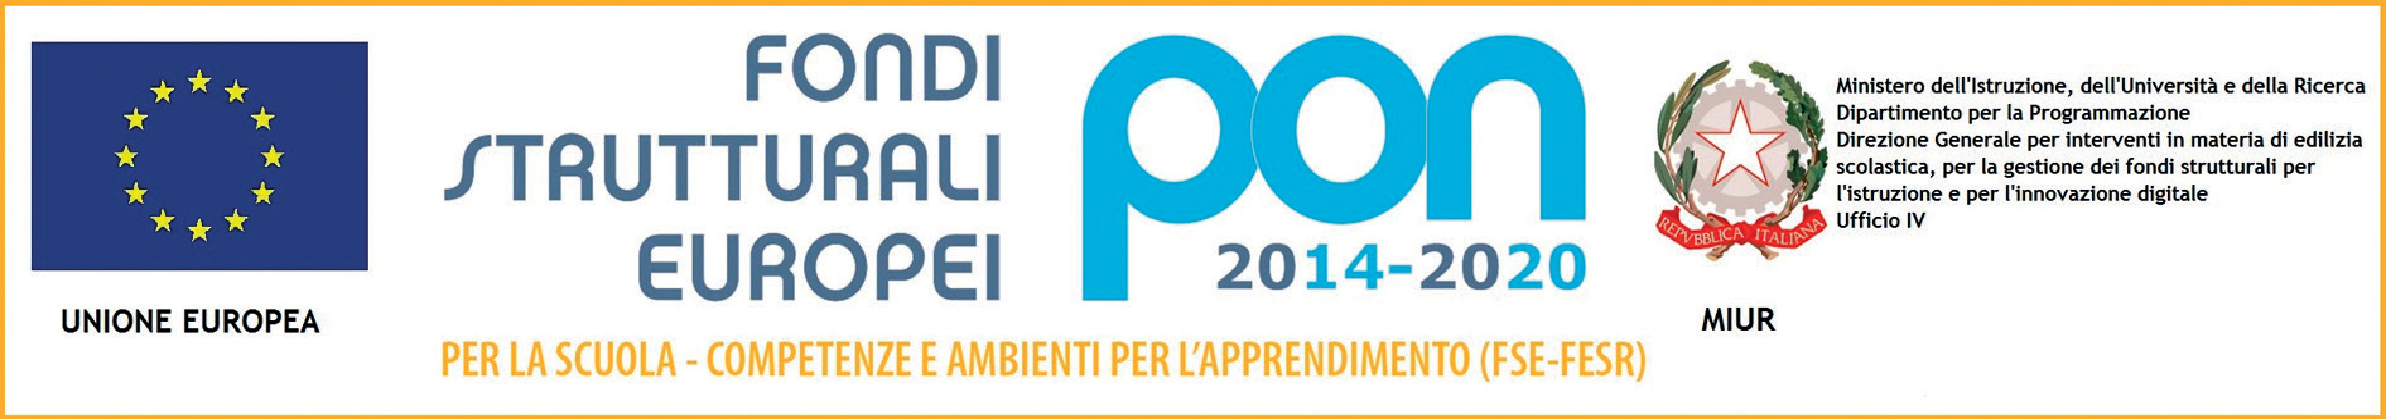 UNIONE EUROPEA
FONDI
STRUTTURALI
EUROPEI
pon
2014-2020
PER LA SCUOLA - COMPETENZE E AMBIENTI PER L'APPRENDIMENTO (FSE-FESR)
REPVBBLICA ITALIANA
MIUR
Ministero dell'Istruzione, dell'Università e della Ricerca
Dipartimento per la Programmazione
Direzione Generale per interventi in materia di edilizia
scolastica, per la gestione dei fondi strutturali per
l'istruzione e per l'innovazione digitale
Ufficio IV